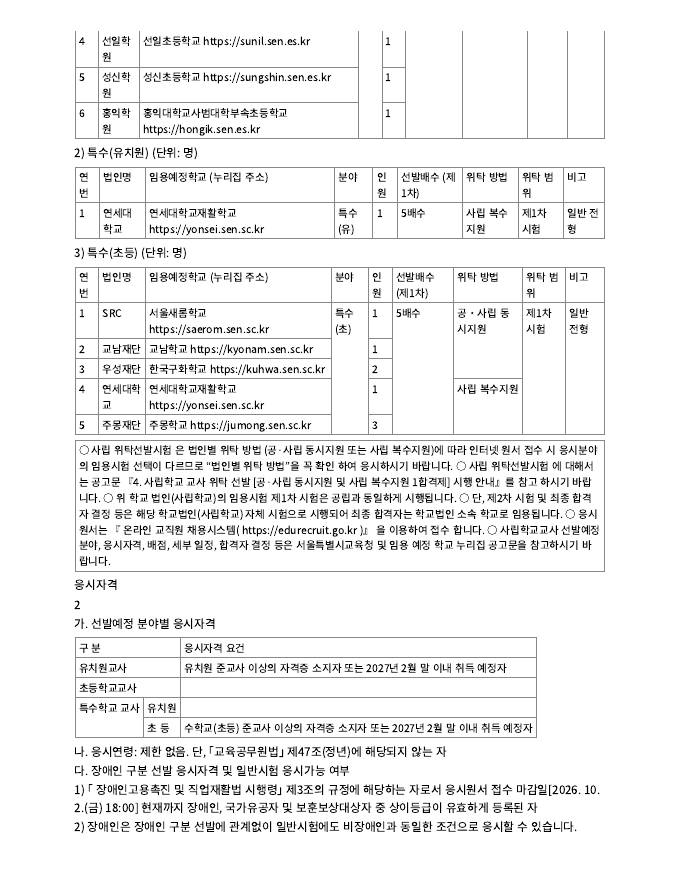 4 선일학 선일초등학교 https://sunil.sen.es.kr 1
원
5 성신학 성신초등학교 https://sungshin.sen.es.kr 1
원
6 홍익학 홍익대학교사범대학부속초등학교 1
원 https://hongik.sen.es.kr
2) 특수(유치원) (단위: 명)
연 법인명 임용예정학교 (누리집 주소) 분야 인 선발배수 (제 위탁 방법 위탁 범 비고
번 원 1차) 위
1 연세대 연세대학교재활학교 특수 1 5배수 사립 복수 제1차 일반 전
학교 https://yonsei.sen.sc.kr (유) 지원 시험 형
3) 특수(초등) (단위: 명)
연 법인명 임용예정학교 (누리집 주소) 분야 인 선발배수 위탁 방법 위탁 범 비고
번 원 (제1차) 위
1 SRC 서울새롬학교 특수 1 5배수 공·사립 동 제1차 일반
https://saerom.sen.sc.kr (초) 시지원 시험 전형
2 교남재단 교남학교 https://kyonam.sen.sc.kr 1
3 우성재단 한국구화학교 https://kuhwa.sen.sc.kr 2
4 연세대학 연세대학교재활학교 1 사립 복수지원
교 https://yonsei.sen.sc.kr
5 주몽재단 주몽학교 https://jumong.sen.sc.kr 3
○ 사립 위탁선발시험 은 법인별 위탁 방법 (공·사립 동시지원 또는 사립 복수지원)에 따라 인터넷 원서 접수 시 응시분야
의 임용시험 선택이 다르므로 “법인별 위탁 방법”을 꼭 확인 하여 응시하시기 바랍니다. ○ 사립 위탁선발시험 에 대해서
는 공고문 『4. 사립학교 교사 위탁 선발 [공·사립 동시지원 및 사립 복수지원 1합격제] 시행 안내』를 참고 하시기 바랍
니다. ○ 위 학교 법인(사립학교)의 임용시험 제1차 시험은 공립과 동일하게 시행됩니다. ○ 단, 제2차 시험 및 최종 합격
자 결정 등은 해당 학교법인(사립학교) 자체 시험으로 시행되어 최종 합격자는 학교법인 소속 학교로 임용됩니다. ○ 응시
원서는 『 온라인 교직원 채용시스템( https://edurecruit.go.kr )』 을 이용하여 접수 합니다. ○ 사립학교교사 선발예정
분야, 응시자격, 배점, 세부 일정, 합격자 결정 등은 서울특별시교육청 및 임용 예정 학교 누리집 공고문을 참고하시기 바
랍니다.
응시자격
2
가. 선발예정 분야별 응시자격
구 분 응시자격 요건
유치원교사 유치원 준교사 이상의 자격증 소지자 또는 2027년 2월 말 이내 취득 예정자
초등학교교사
특수학교 교사 유치원
초 등 수학교(초등) 준교사 이상의 자격증 소지자 또는 2027년 2월 말 이내 취득 예정자
나. 응시연령: 제한 없음. 단, 「교육공무원법」 제47조(정년)에 해당되지 않는 자
다. 장애인 구분 선발 응시자격 및 일반시험 응시가능 여부
1) 「 장애인고용촉진 및 직업재활법 시행령」 제3조의 규정에 해당하는 자로서 응시원서 접수 마감일[2026. 10.
2.(금) 18:00] 현재까지 장애인, 국가유공자 및 보훈보상대상자 중 상이등급이 유효하게 등록된 자
2) 장애인은 장애인 구분 선발에 관계없이 일반시험에도 비장애인과 동일한 조건으로 응시할 수 있습니다.